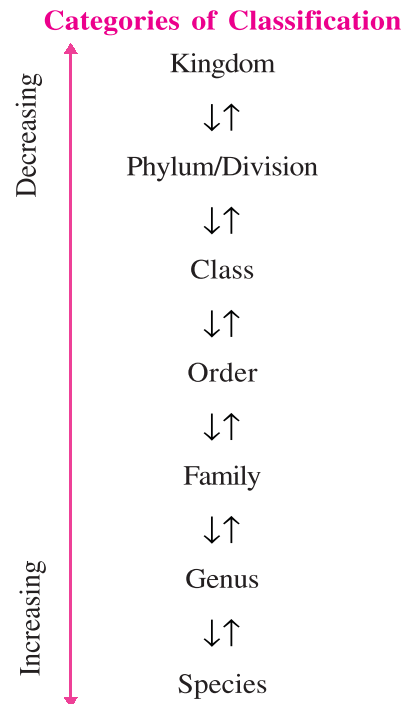 Categories of Classification
Decreasing
Kingdom
↓↑
Phylum/Division
↓↑
Class
↓↑
Order
↓↑
Family
↓↑
Genus
↓↑
Species
Increasing